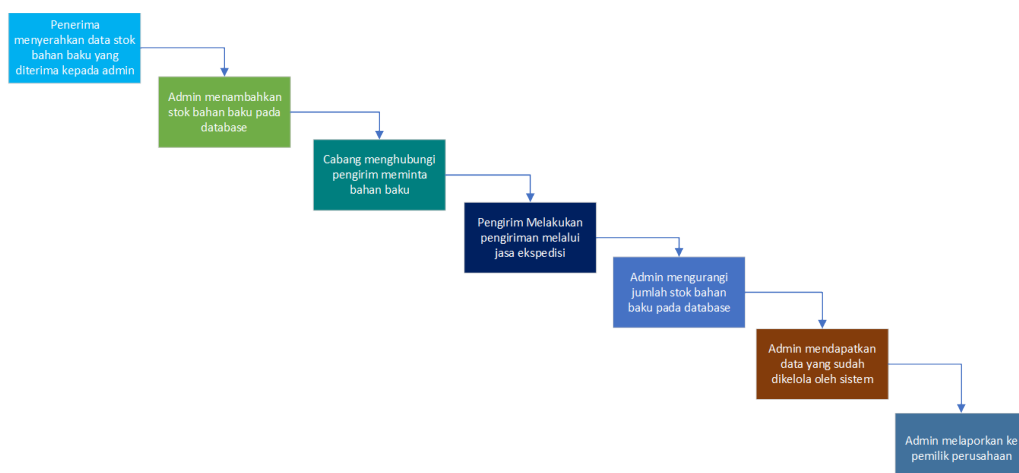 Penerima
menyerahkan data stok
bahan baku yang
diterima kepada admin
Admin menambahkan
stok bahan baku pada
database
Cabang menghubungi
pengirim meminta
bahan baku
Pengirim Melakukan
pengiriman melalui
jasa ekspedisi
Admin mengurangi
jumlah stok bahan
baku pada database
Admin mendapatkan
data yang sudah
dikelola oleh sistem
Admin melaporkan ke
pemilik perusahaan